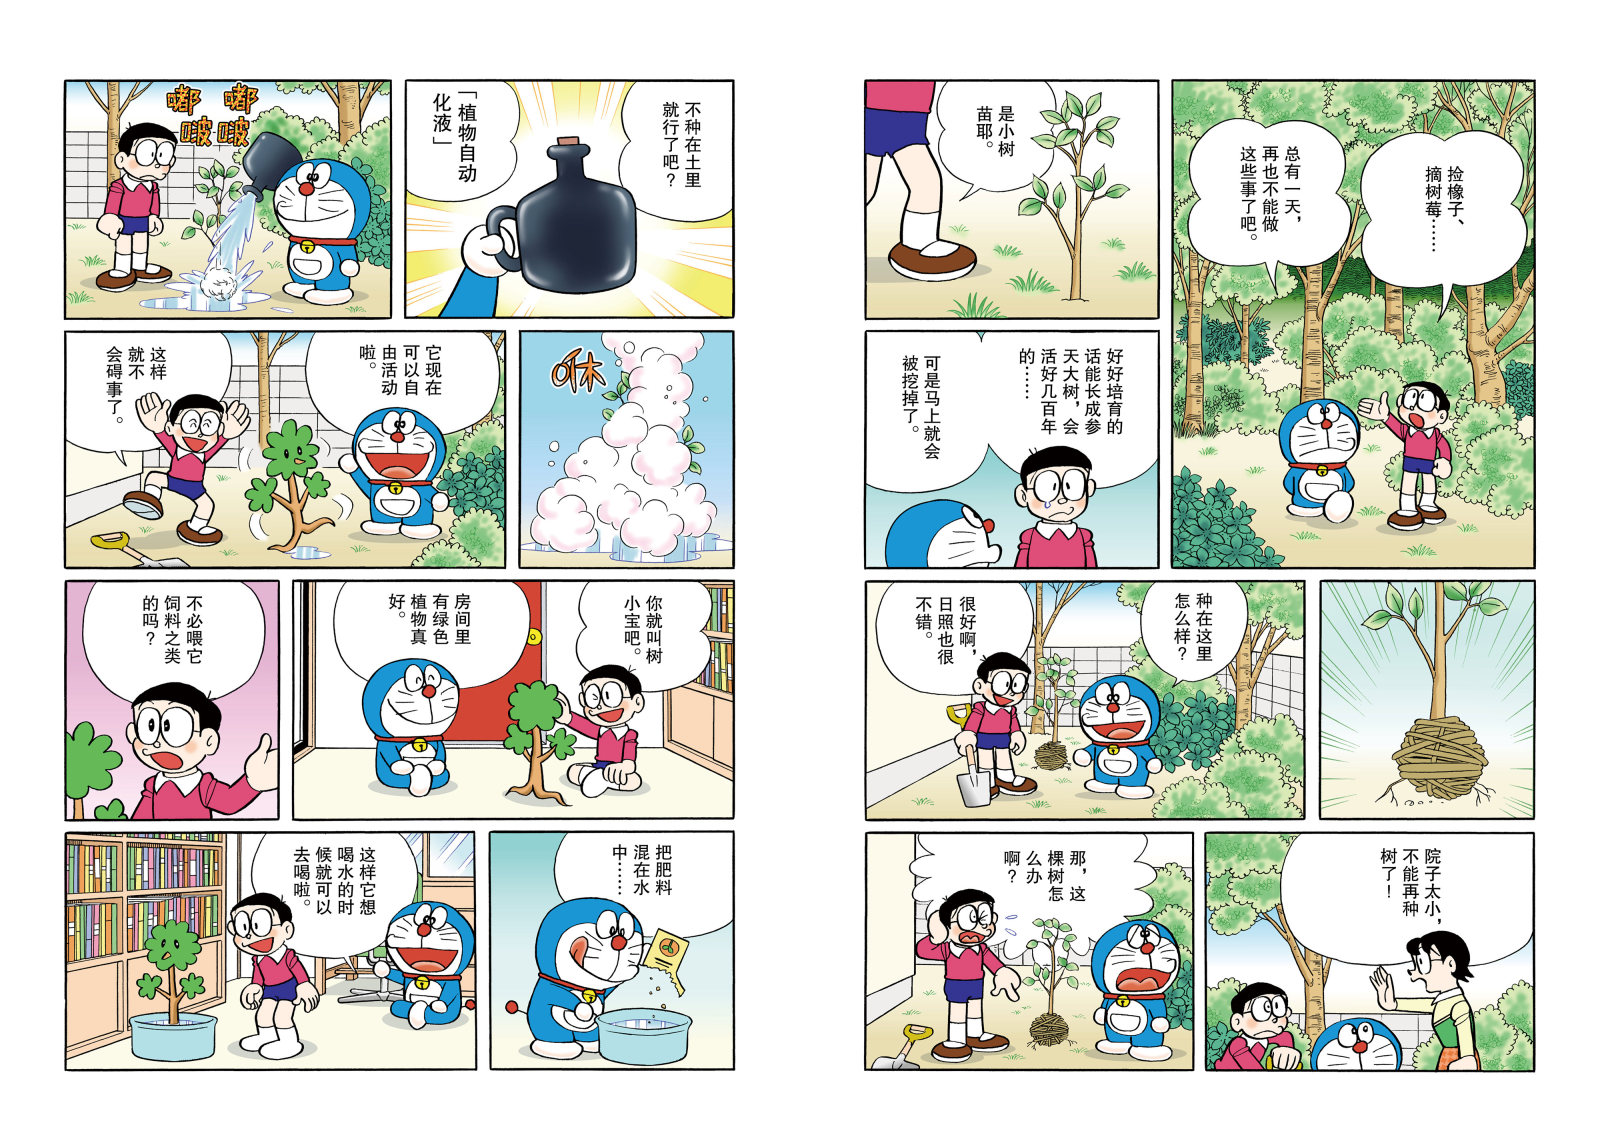 捡橡子、
摘树莓……
总有一天，
再也不能做
这些事了吧。
是小树
苗耶。
好好培育的
话能长成参
天大树，会
活好几百年
的……
可是马上就会
被挖掉了。
种在这里
怎么样？
很好啊，
日照也很
不错。
院子太小，
不能再种
树了！
那，这
棵树怎
么办
啊？
不种在土里
就行了吧？
「植物自动
化液」
嘟 嘟
啵 啵
咻
它现在
可以自
由活动
啦。
这样
就不
会碍事了。
你就叫树
小宝吧。
房间里
有绿色
植物真
好。
不必喂它
饲料之类
的吗？
把肥料
混在水
中……
这样它想
喝水的时
候就可以
去喝啦。